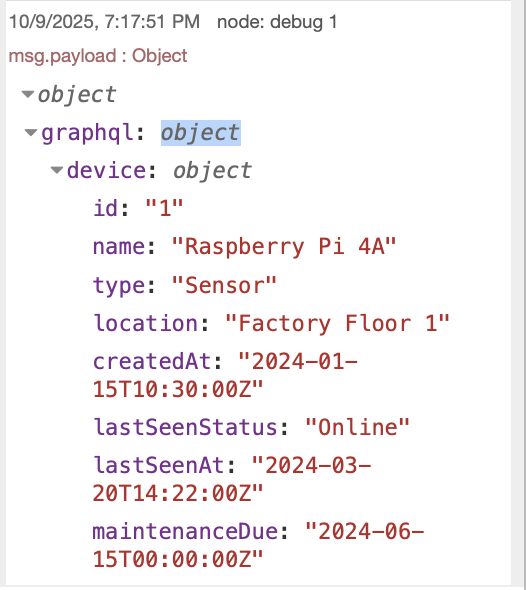 10/9/2025, 7:17:51 PM   node: debug 1
msg.payload : Object
object
graphql: object
device: object
id: "1"
name: "Raspberry Pi 4A"
type: "Sensor"
location: "Factory Floor 1"
createdAt: "2024-01-
15T10:30:00Z"
lastSeenStatus: "Online"
lastSeenAt: "2024-03-
20T14:22:00Z"
maintenanceDue: "2024-06-
15T00:00:00Z"